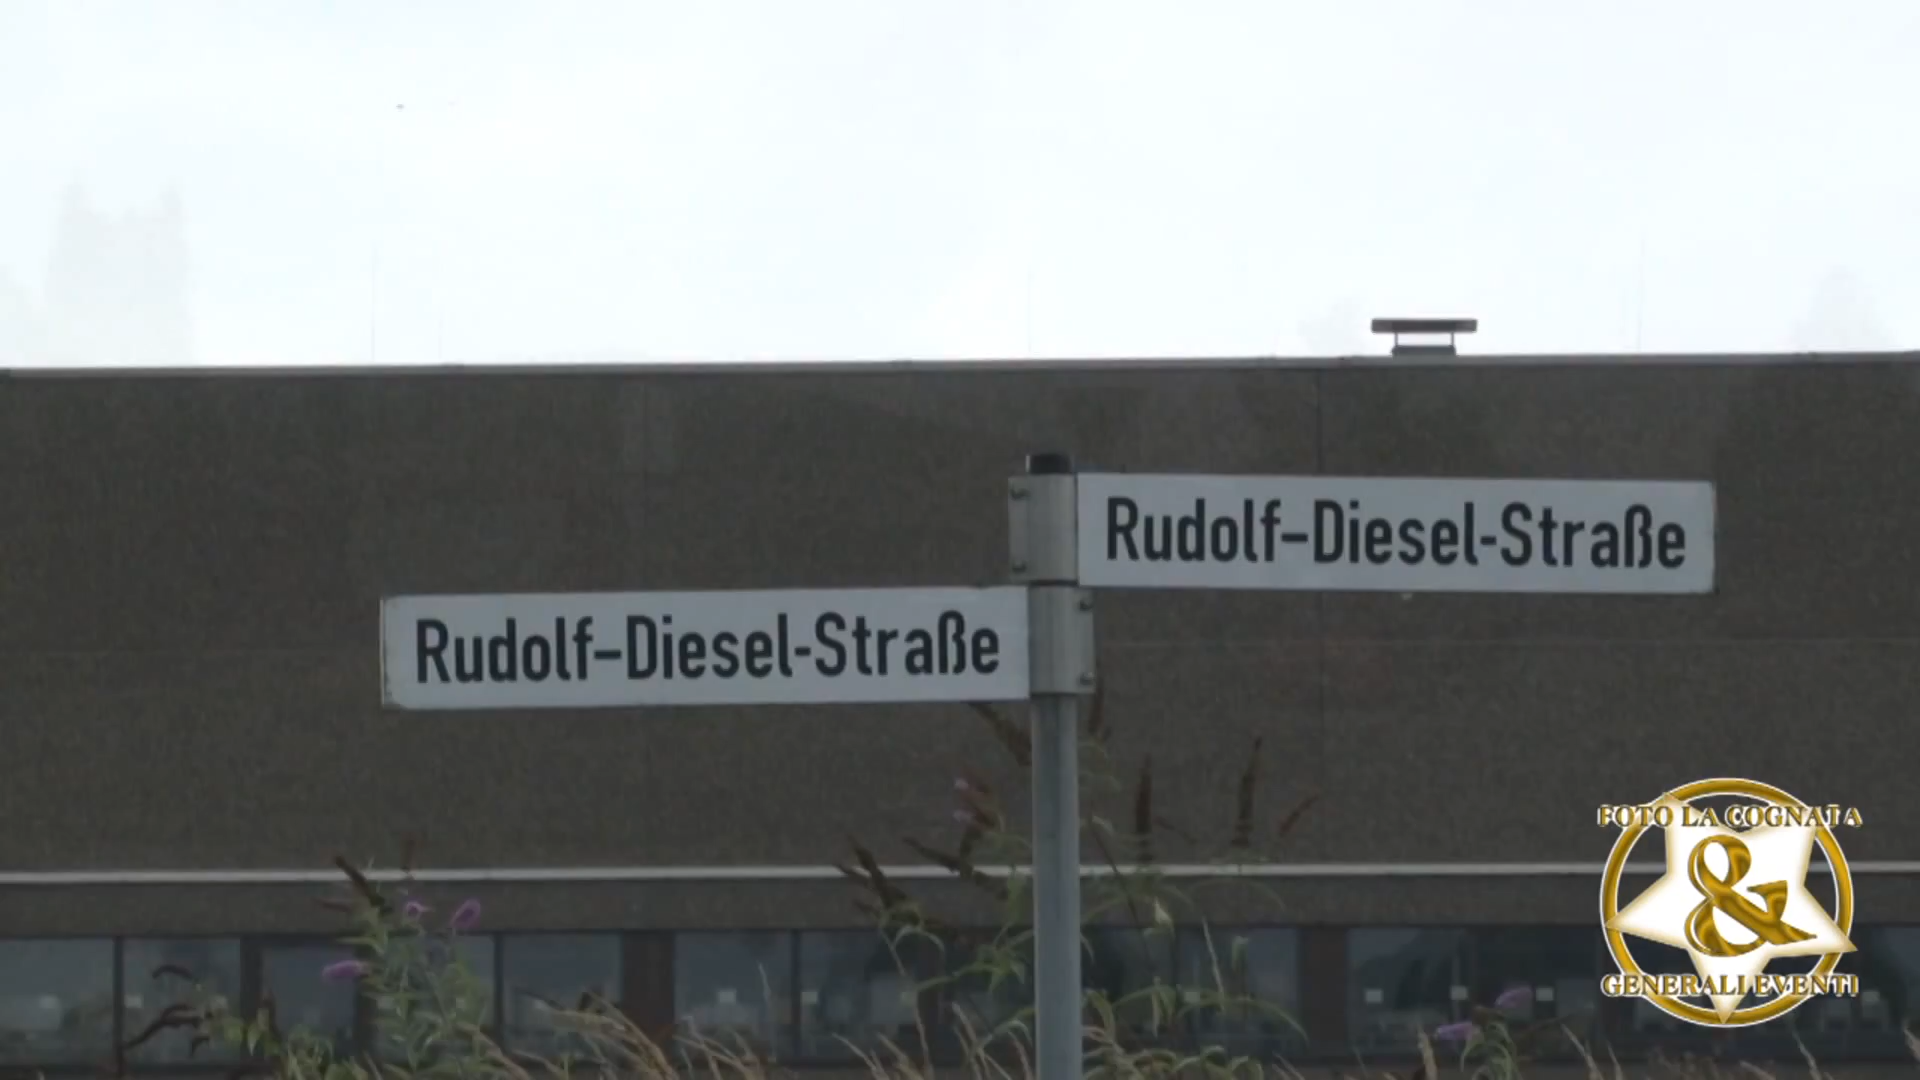 Rudolf-Diesel-Straße
Rudolf-Diesel-Straße
FOTO LA COGNATA
&
GENERALI EVENTI